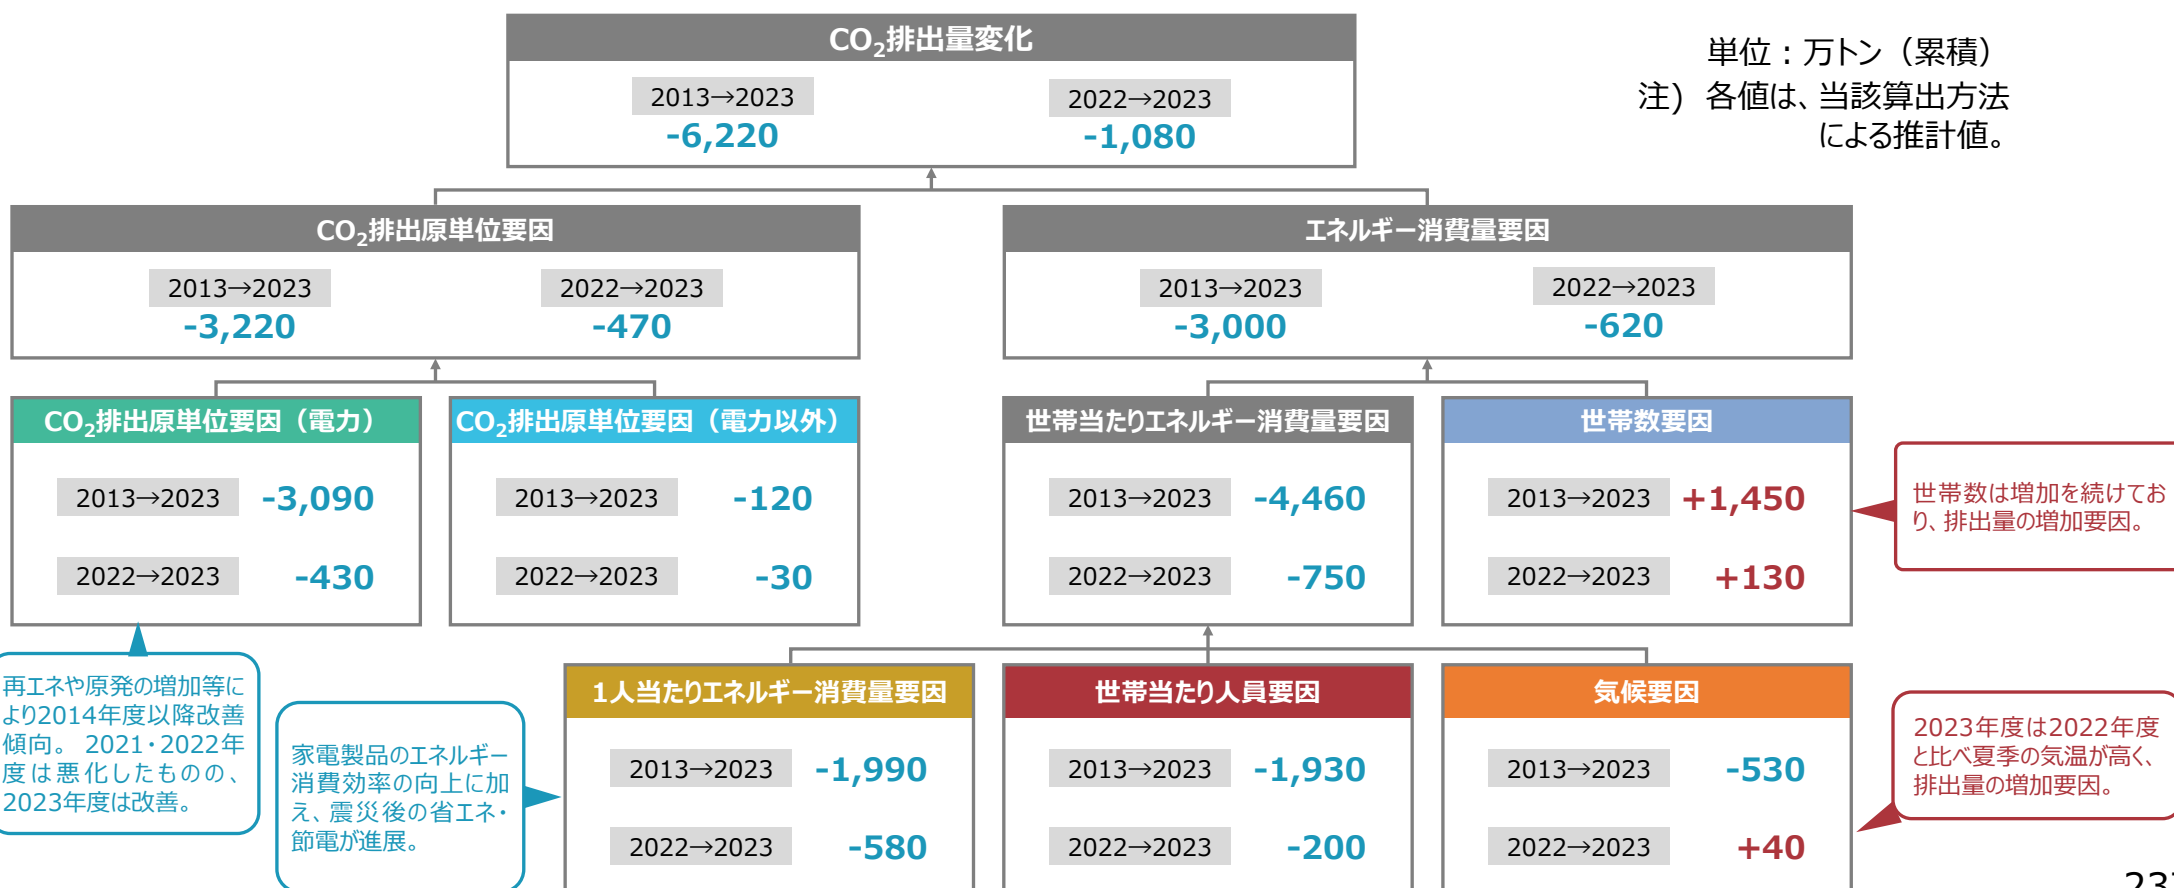 CO2排出量変化
2013→2023
2022→2023
-6,220
-1,080
単位：万トン（累積）
注）各値は、当該算出方法
による推計値。
CO2排出原単位要因
2013→2023
2022→2023
-3,220
-470
エネルギー消費量要因
2013→2023
2022→2023
-3,000
-620
CO2排出原単位要因（電力）
2013→2023 -3,090
2022→2023 -430
CO2排出原単位要因（電力以外）
2013→2023 -120
2022→2023 -30
世帯当たりエネルギー消費量要因
2013→2023 -4,460
2022→2023 -750
世帯数要因
2013→2023 +1,450
2022→2023 +130
世帯数は増加を続けてお
り、排出量の増加要因。
再エネや原発の増加等に
より2014年度以降改善
傾向。 2021・2022年
度は悪化したものの、
2023年度は改善。
家電製品のエネルギー
消費効率の向上に加
え、震災後の省エネ・
節電が進展。
1人当たりエネルギー消費量要因
2013→2023 -1,990
2022→2023 -580
世帯当たり人員要因
2013→2023 -1,930
2022→2023 -200
気候要因
2013→2023 -530
2022→2023 +40
2023年度は2022年度
と比べ夏季の気温が高く、
排出量の増加要因。